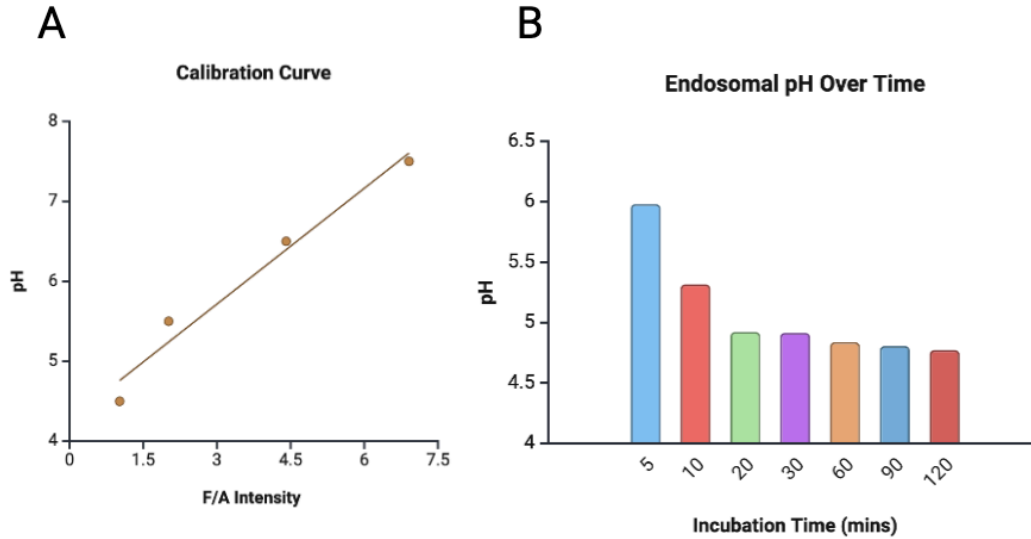 A
Calibration Curve
8
7
6
5
4
pH
0 1.5 3 4.5 6 7.5
F/A Intensity
B
Endosomal pH Over Time
6.5
6
5.5
5
4.5
4
pH
5 10 20 30 60 90 120
Incubation Time (mins)